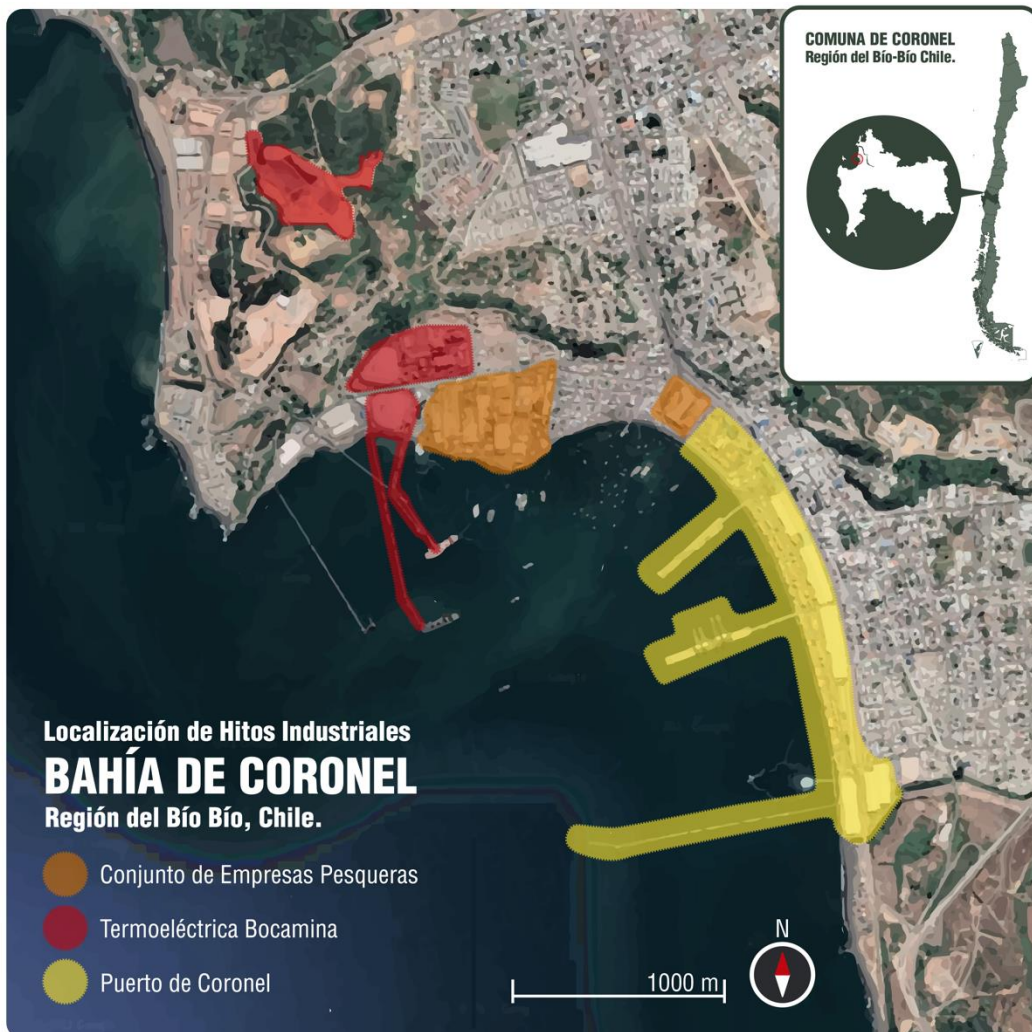 COMUNA DE CORONEL
Región del Bío-Bío Chile.
Localización de Hitos Industriales
BAHÍA DE CORONEL
Región del Bío Bío, Chile.
Conjunto de Empresas Pesqueras
Termoeléctrica Bocamina
Puerto de Coronel
1000 m
N